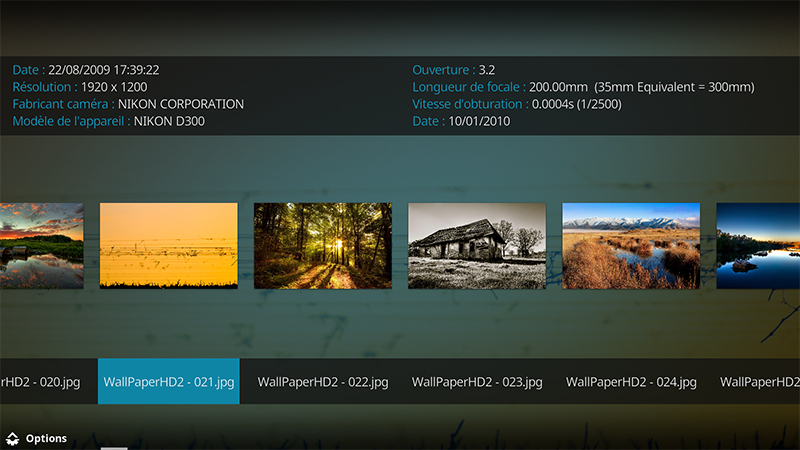 Date : 22/08/2009 17:39:22
Résolution : 1920 x 1200
Fabricant caméra : NIKON CORPORATION
Modèle de l'appareil : NIKON D300
Ouverture : 3.2
Longueur de focale : 200.00mm (35mm Equivalent = 300mm)
Vitesse d'obturation : 0.0004s (1/2500)
Date : 10/01/2010
rHD2 - 020.jpg
WallPaperHD2 - 021.jpg
WallPaperHD2 - 022.jpg
WallPaperHD2 - 023.jpg
WallPaperHD2 - 024.jpg
WallPaperHD2
Options